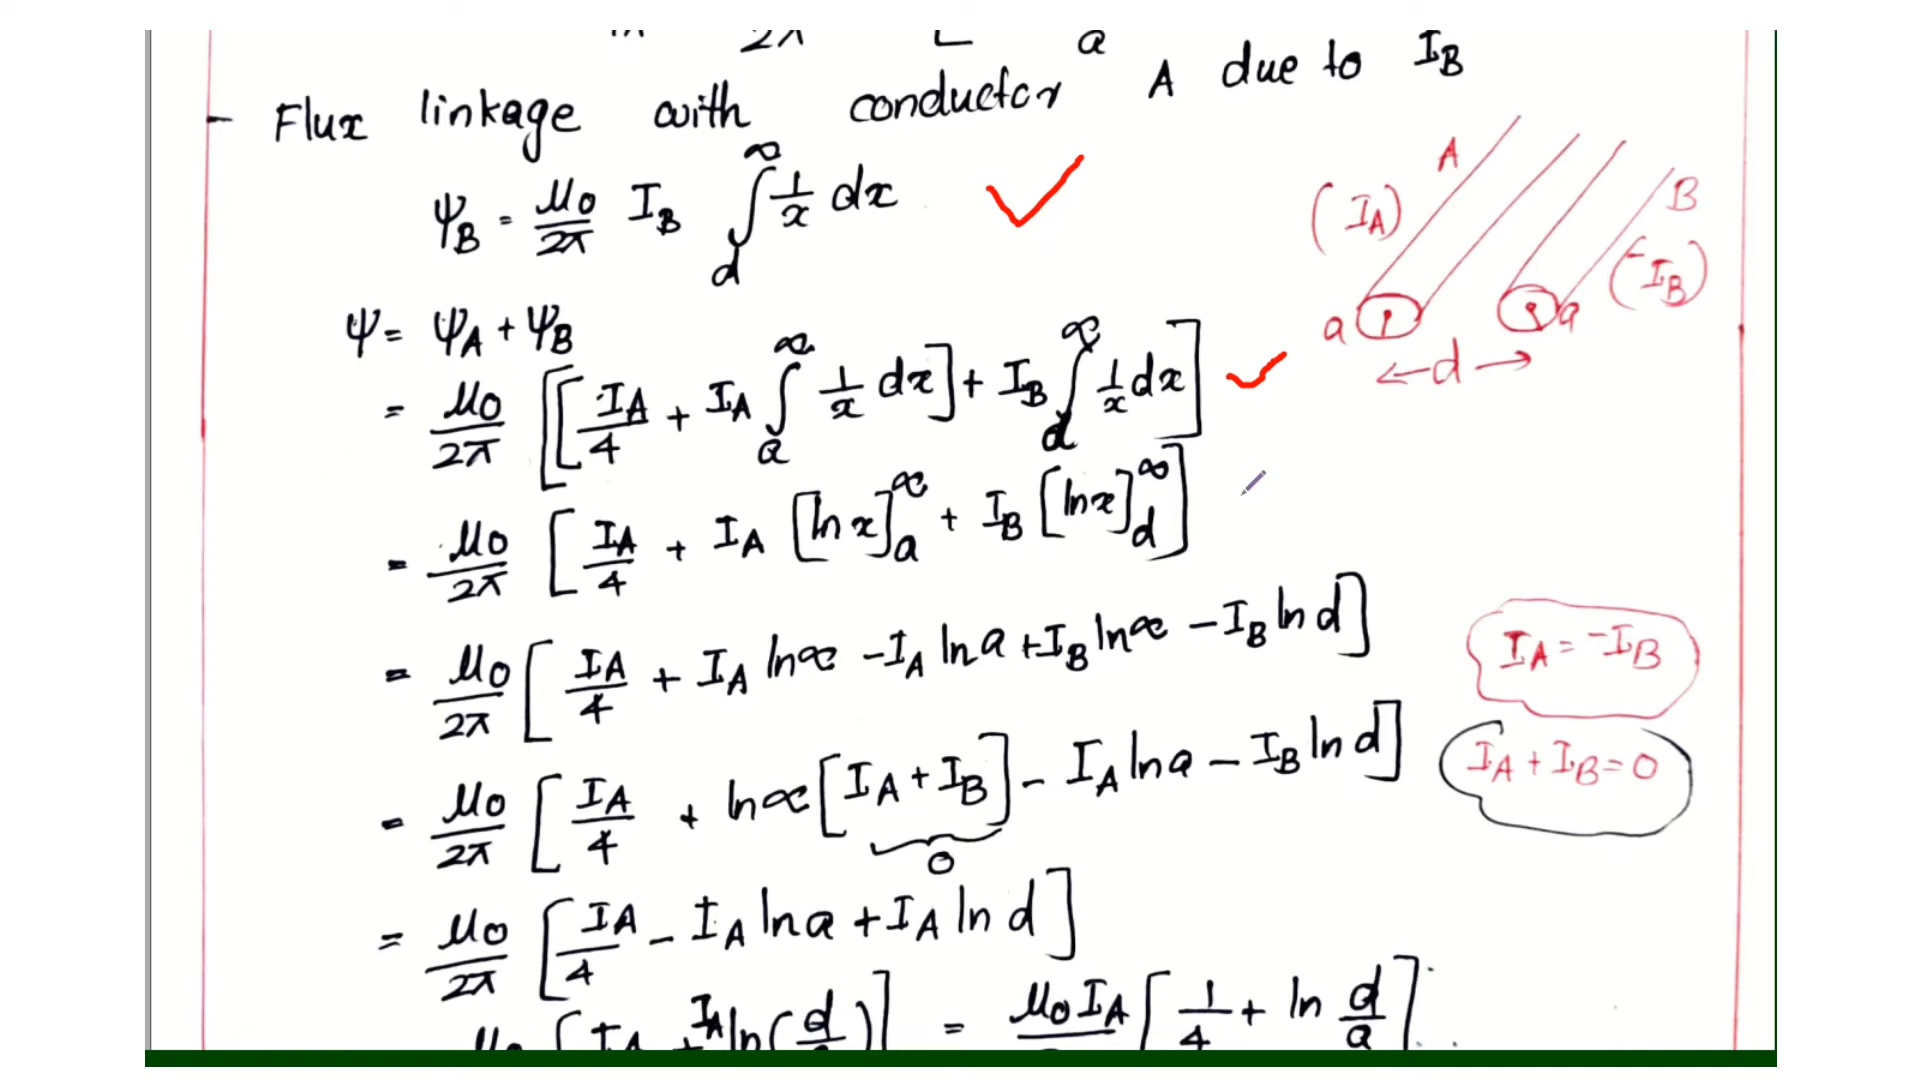 2π [ a
- Flux linkage with conductor A due to I_B
ψ_B = μ0/2π I_B ∫_d^∞ 1/x dx
A
(I_A)
B
(-I_B)
a
a
←d→
ψ = ψ_A + ψ_B
= μ0/2π [[I_A/4 + I_A ∫_a^∞ 1/x dx] + I_B ∫_d^∞ 1/x dx]
= μ0/2π [I_A/4 + I_A [ln x]_a^∞ + I_B [ln x]_d^∞]
= μ0/2π [I_A/4 + I_A ln∞ - I_A ln a + I_B ln∞ - I_B ln d]
I_A = -I_B
= μ0/2π [I_A/4 + ln∞ [I_A + I_B] - I_A ln a - I_B ln d]
0
I_A + I_B = 0
= μ0/2π [I_A/4 - I_A ln a + I_A ln d]
μ0 [I_A + I_A ln(d/a)] = μ0 I_A [1/4 + ln d/a]